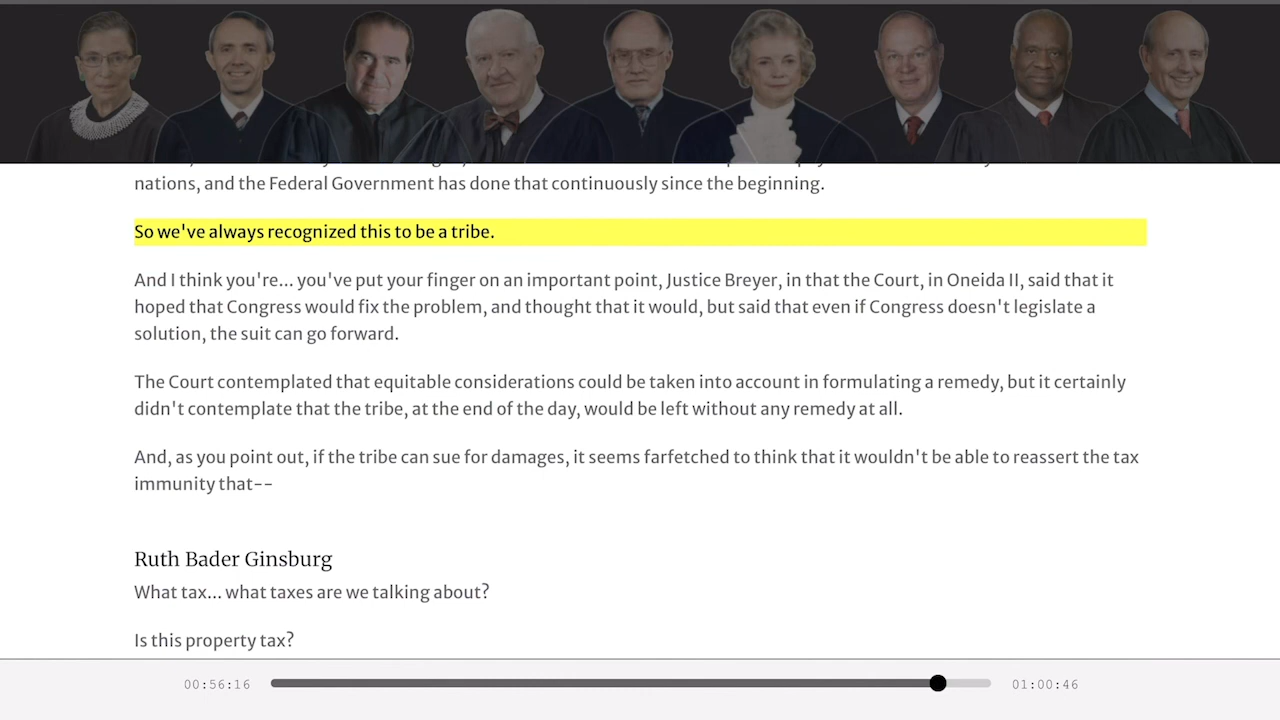 nations, and the Federal Government has done that continuously since the beginning.
So we've always recognized this to be a tribe.
And I think you're... you've put your finger on an important point, Justice Breyer, in that the Court, in Oneida II, said that it
hoped that Congress would fix the problem, and thought that it would, but said that even if Congress doesn't legislate a
solution, the suit can go forward.
The Court contemplated that equitable considerations could be taken into account in formulating a remedy, but it certainly
didn't contemplate that the tribe, at the end of the day, would be left without any remedy at all.
And, as you point out, if the tribe can sue for damages, it seems farfetched to think that it wouldn't be able to reassert the tax
immunity that--
Ruth Bader Ginsburg
What tax... what taxes are we talking about?
Is this property tax?
00:56:16
01:00:46